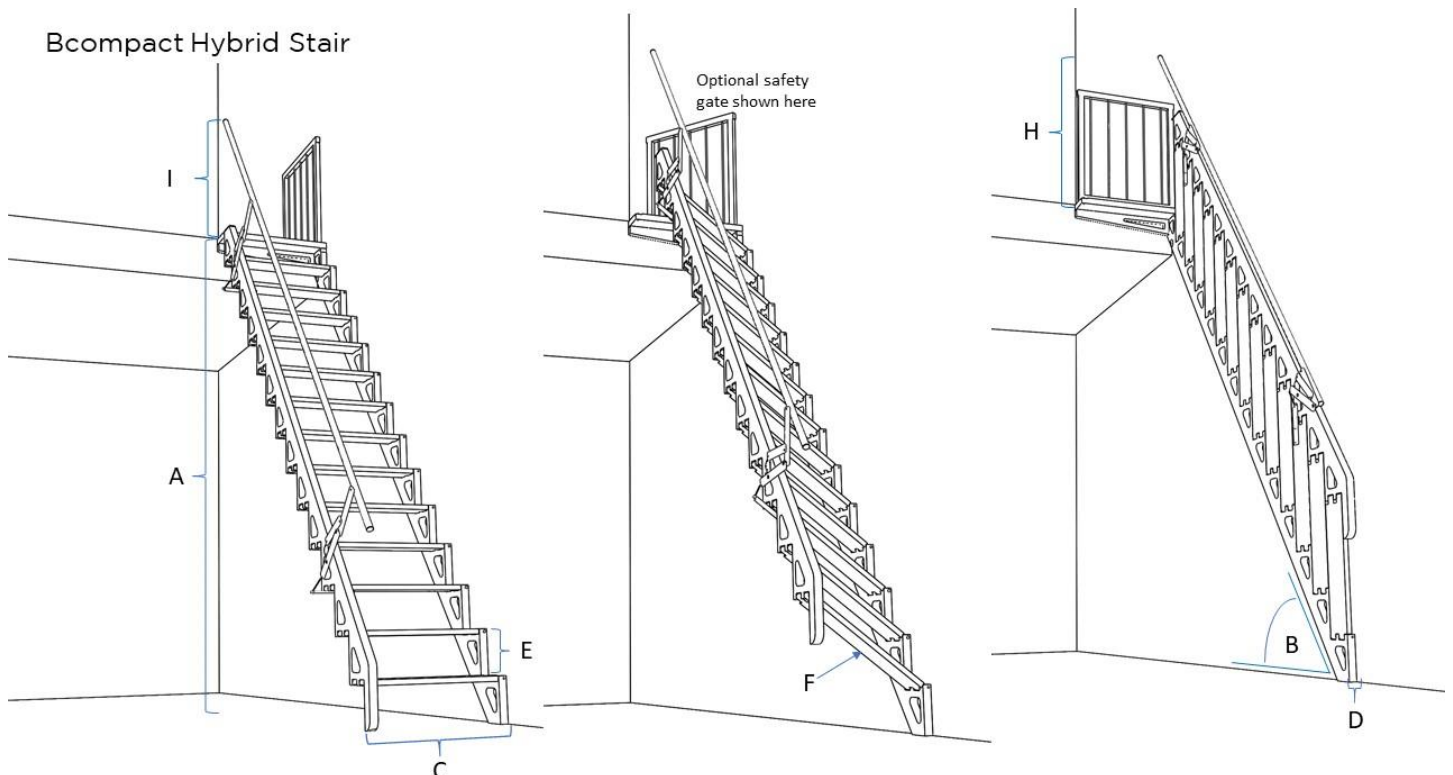 Bcompact Hybrid Stair
Optional safety
gate shown here
I
A
E
C
F
H
B
D